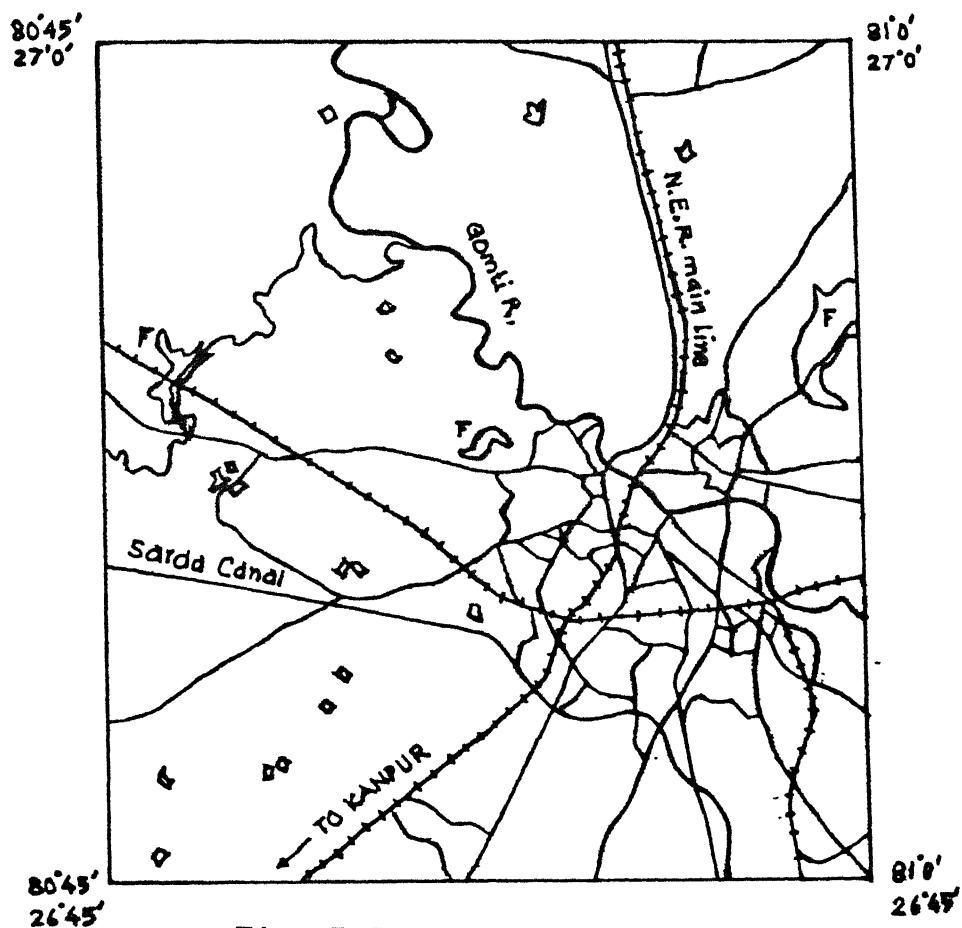 80°45'
27°0'
81°0'
27°0'
N.E.R. main line
Gomti R.
F
F
F
Sarda Canal
TO KANPUR
80°45'
26°45'
81°0'
26°45'